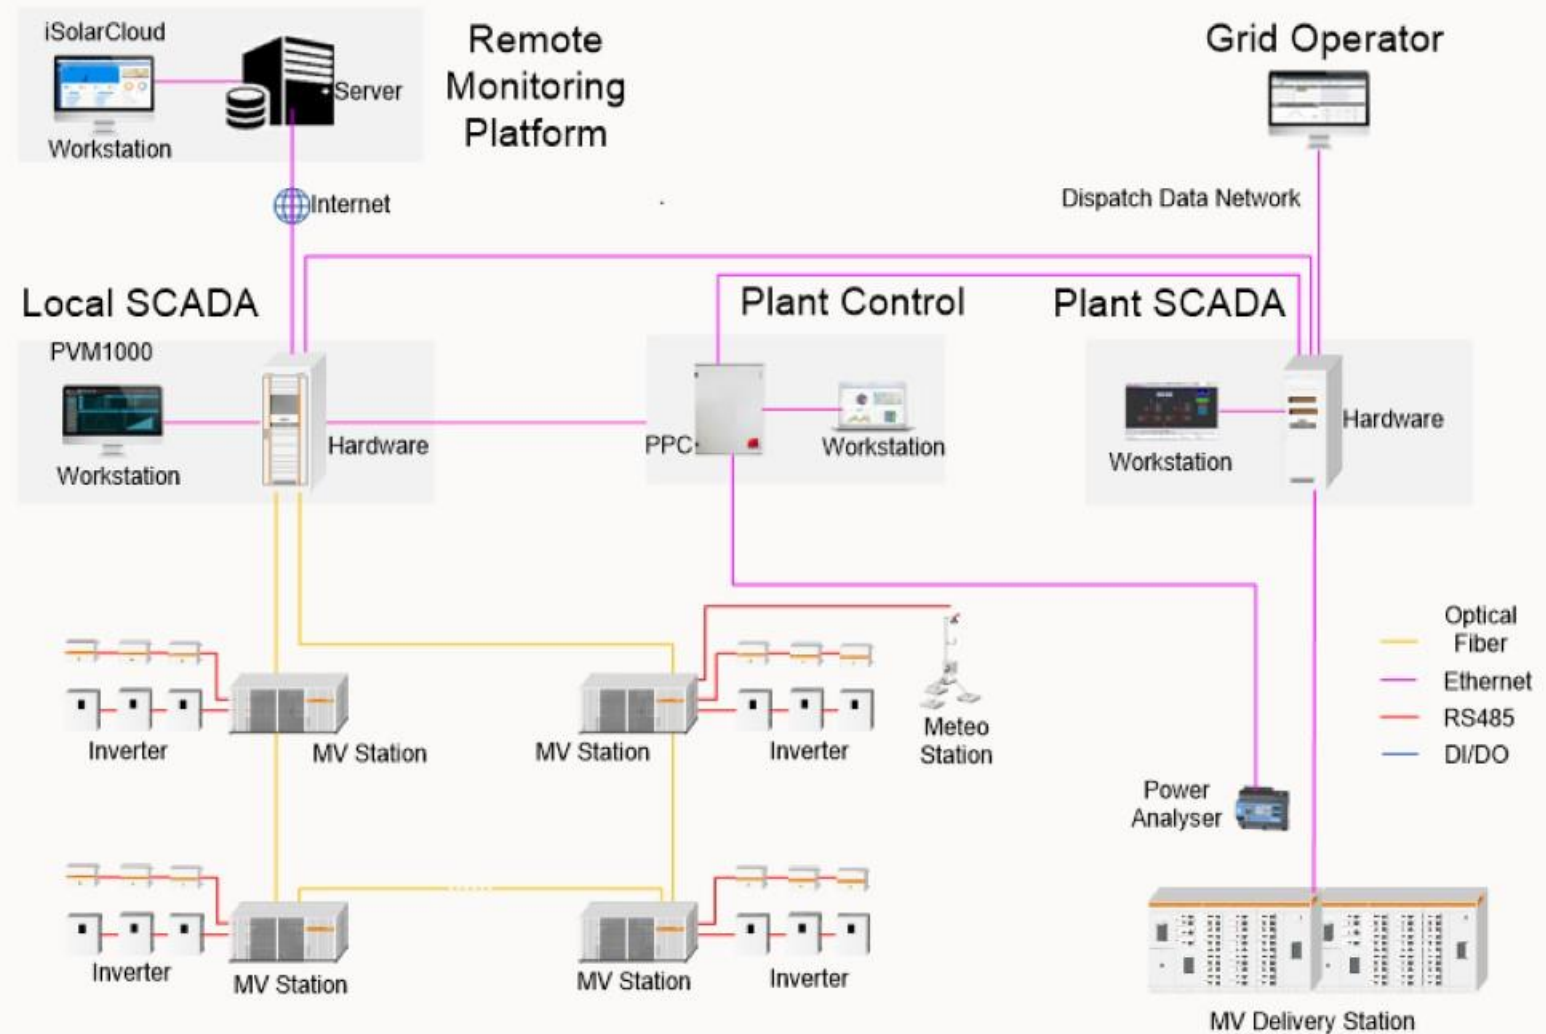 iSolarCloud
Server
Workstation
Remote
Monitoring
Platform
Grid Operator
Internet
Dispatch Data Network
Local SCADA
PVM1000
Workstation
Hardware
Plant Control
PPC
Workstation
Plant SCADA
Workstation
Hardware
Inverter
MV Station
MV Station
Inverter
Meteo
Station
Optical
Fiber
Ethernet
RS485
DI/DO
Power
Analyser
Inverter
MV Station
MV Station
Inverter
MV Delivery Station